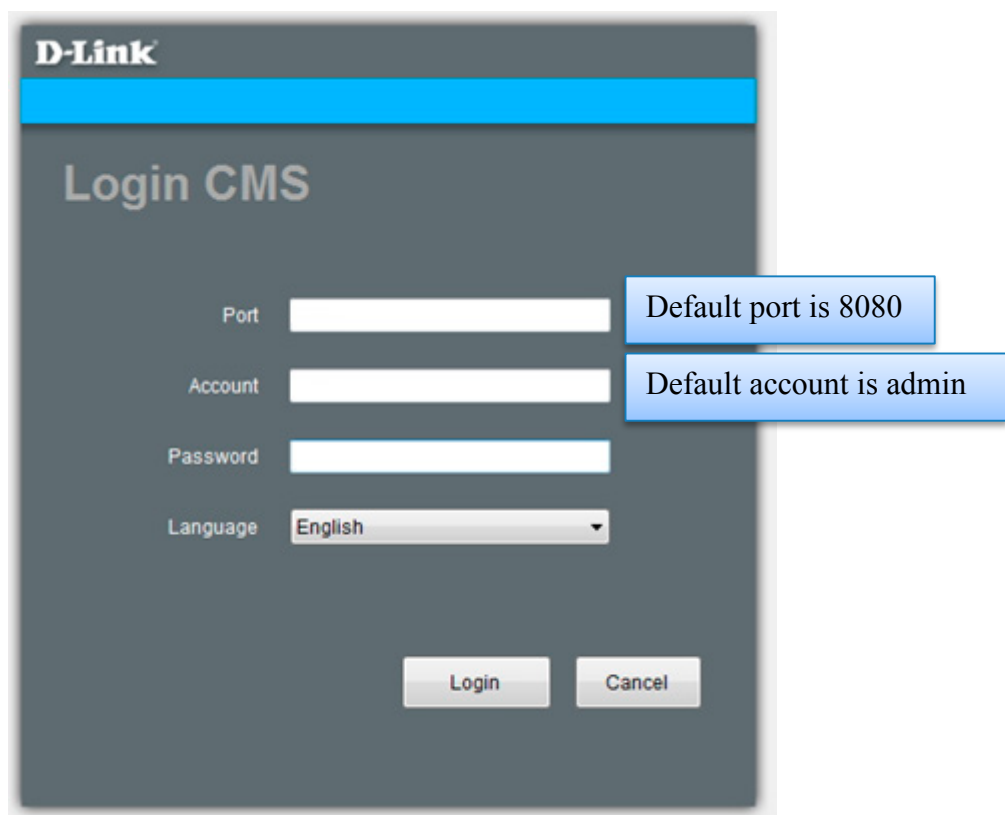 D-Link
Login CMS
Port
Default port is 8080
Account
Default account is admin
Password
Language English
Login Cancel